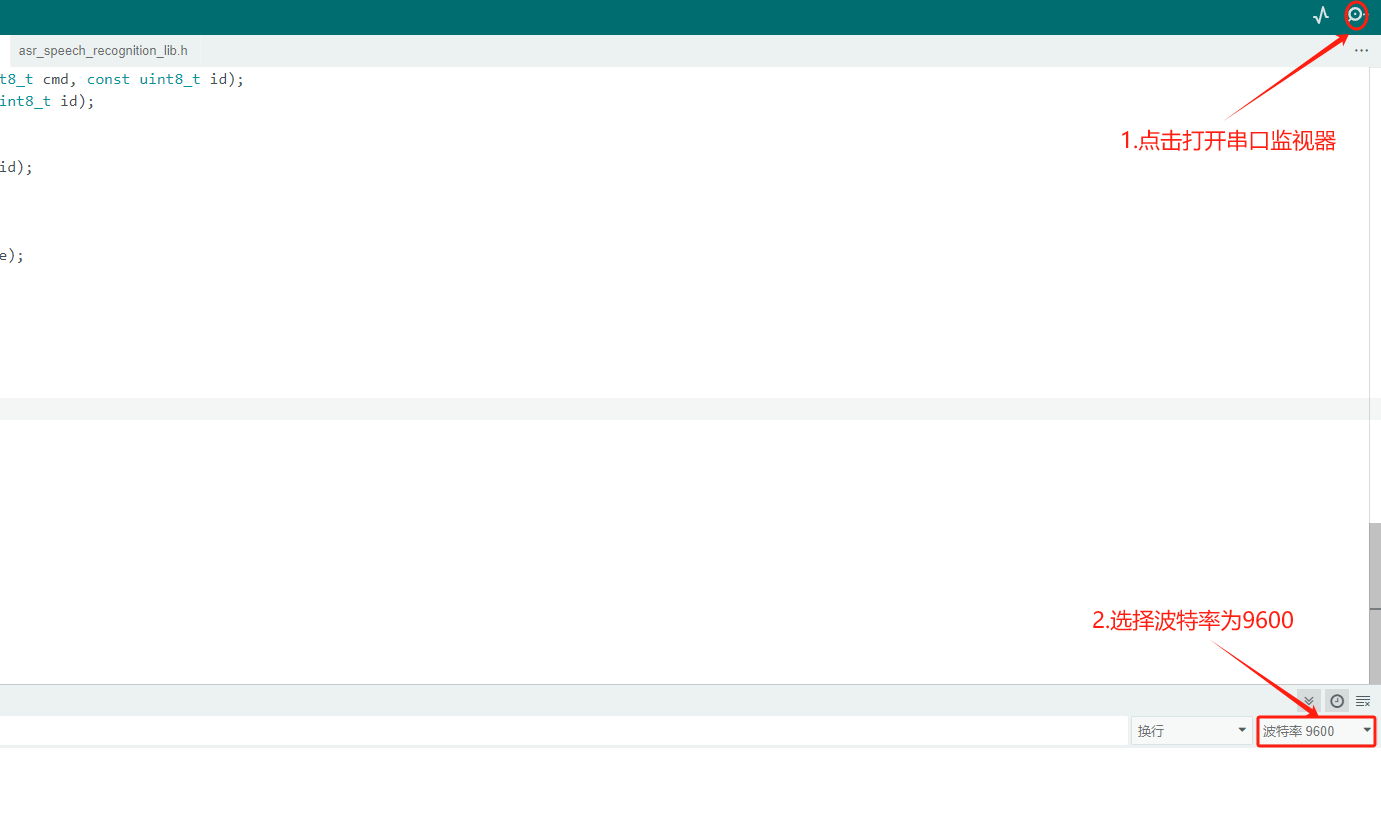 asr_speech_recognition_lib.h
t8_t cmd, const uint8_t id);
int8_t id);
1.点击打开串口监视器
id);
e);
2.选择波特率为9600
换行
波特率 9600